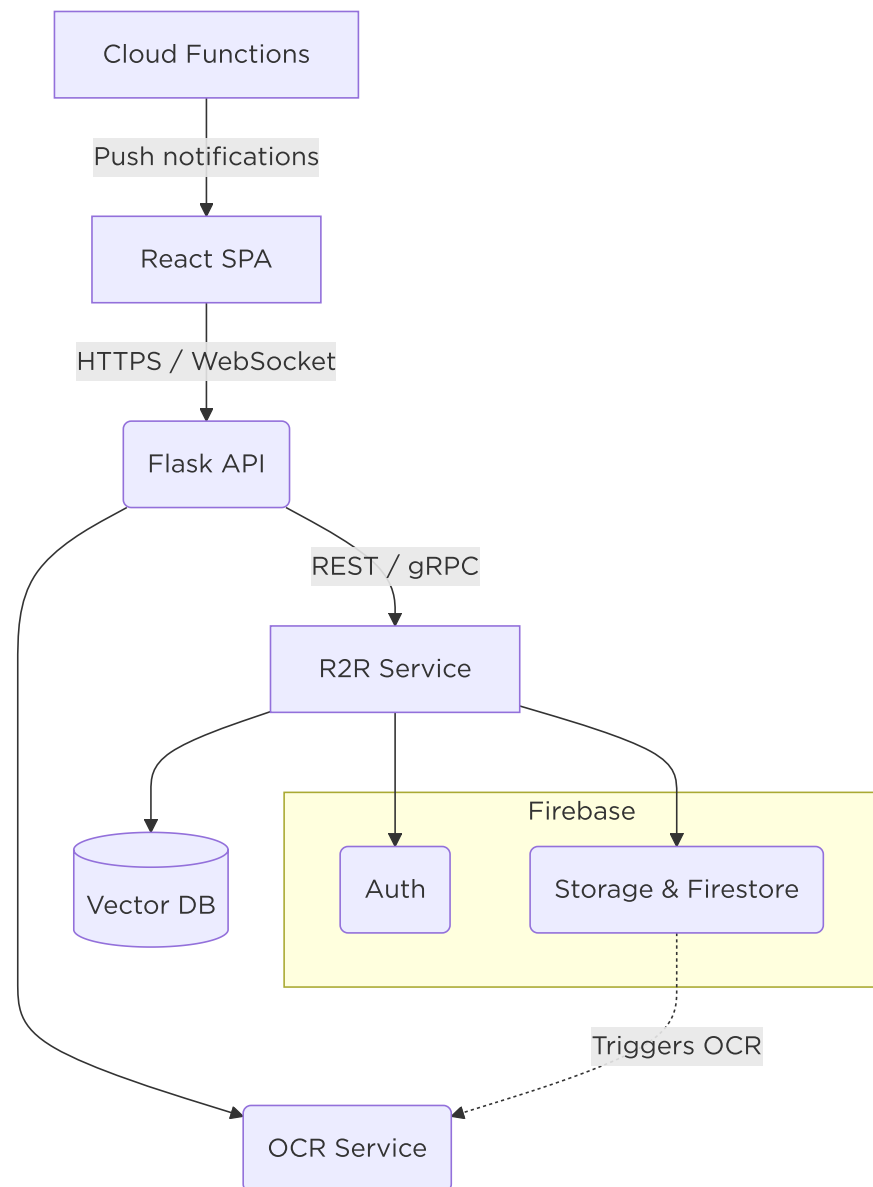 Cloud Functions
Push notifications
React SPA
HTTPS / WebSocket
Flask API
REST / gRPC
R2R Service
Firebase
Auth
Storage & Firestore
Vector DB
Triggers OCR
OCR Service